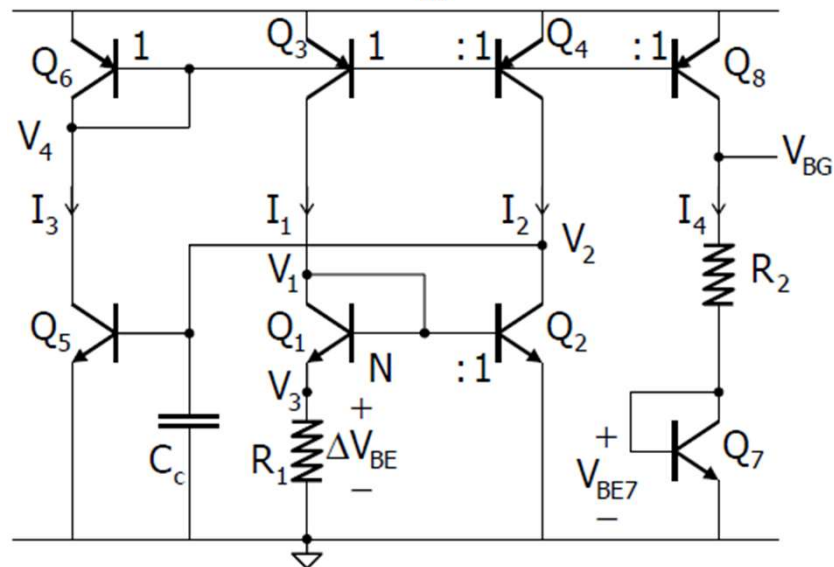 Q6 1 Q3 1 :1 Q4 :1 Q8
V4 VBG
I3 I1 I2 V2 I4
V1 R2
Q5 Q1 N :1 Q2
V3 +
Cc R1 ΔVBE + Q7
− VBE7
−